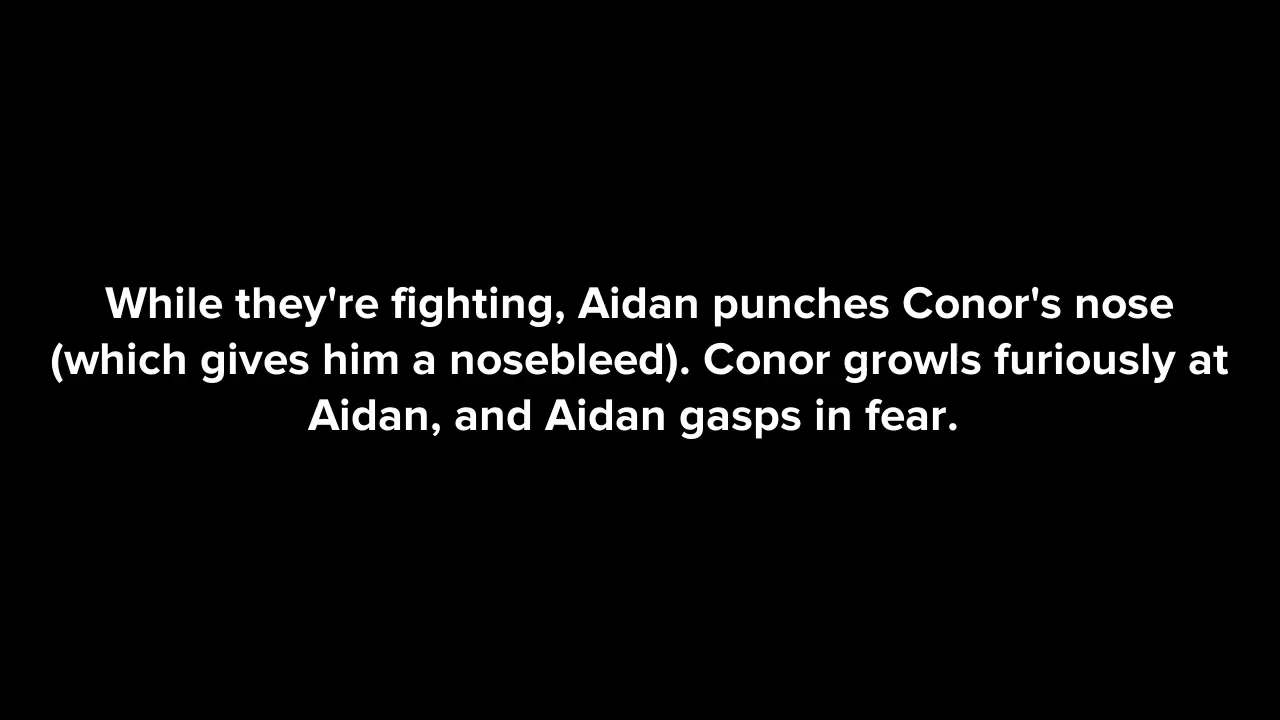 While they're fighting, Aidan punches Conor's nose
(which gives him a nosebleed). Conor growls furiously at
Aidan, and Aidan gasps in fear.